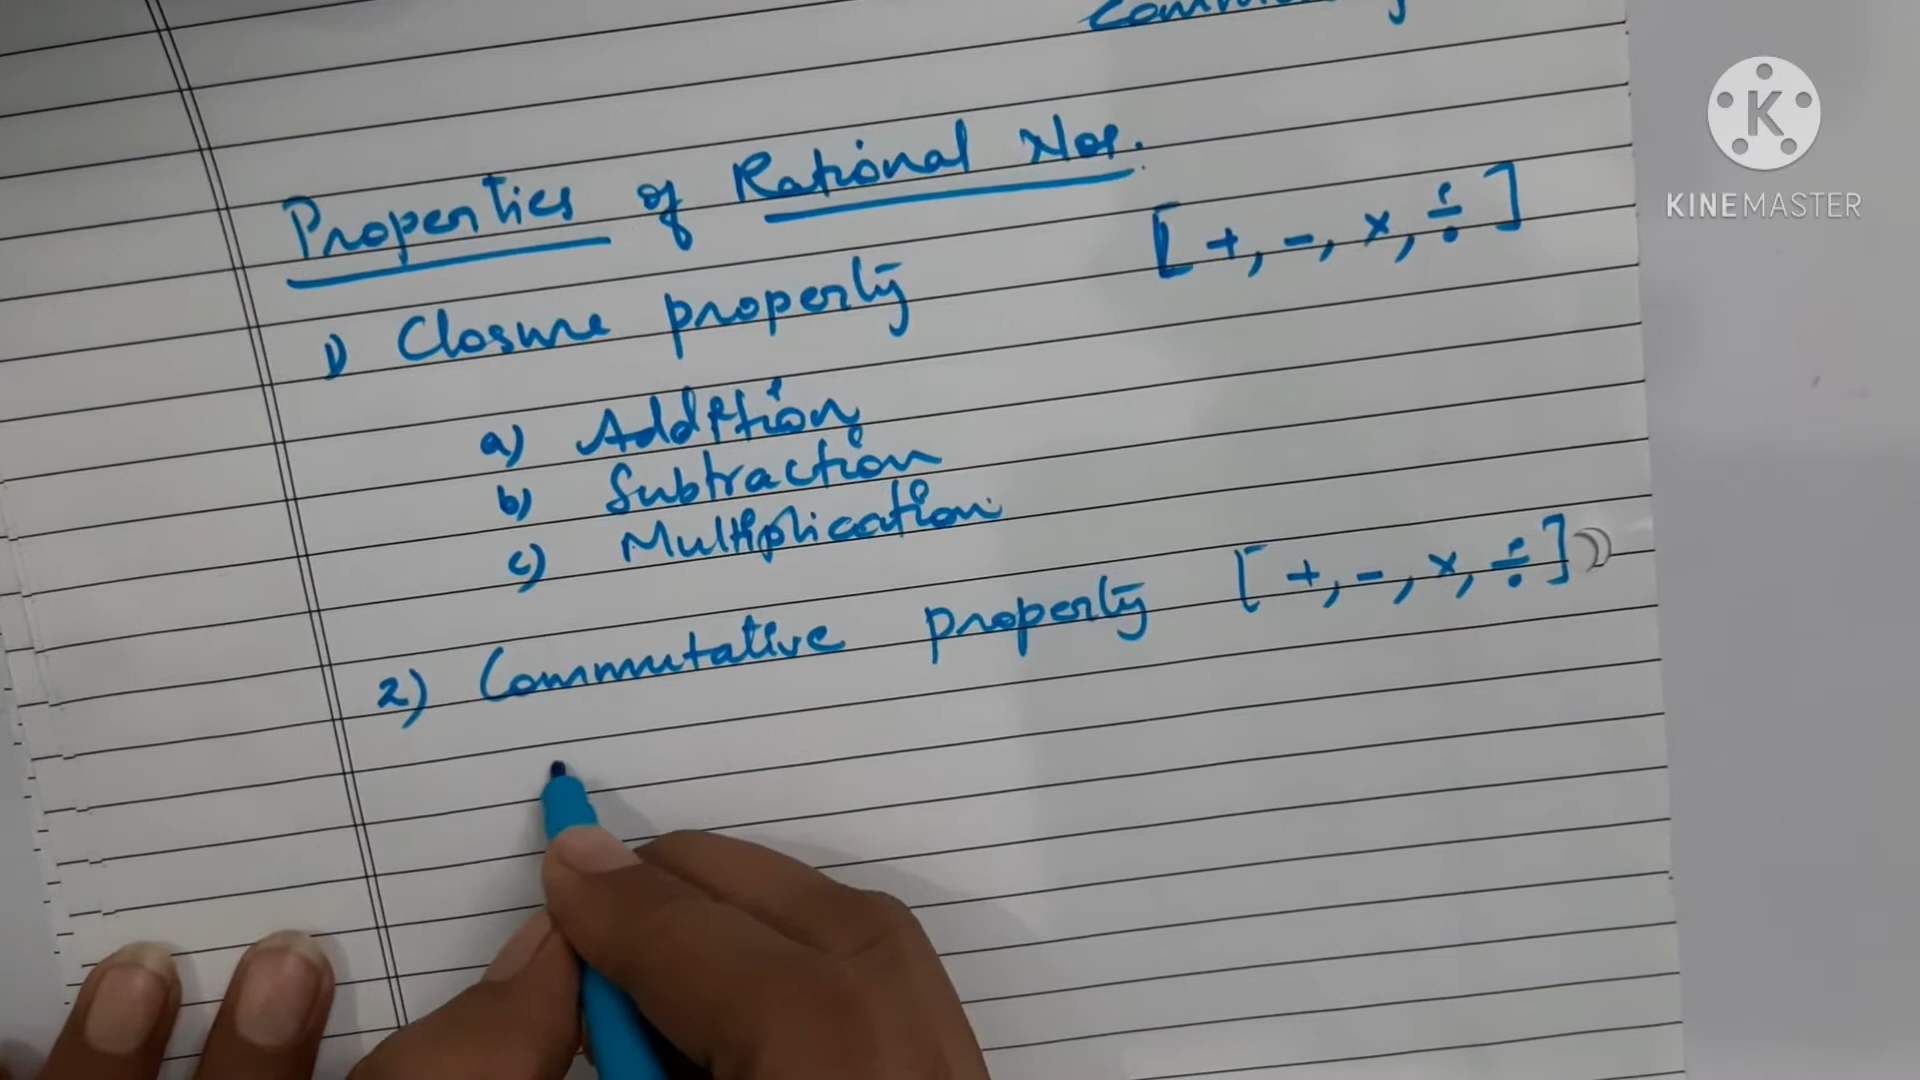 Properties of Rational Nos.
[ +, -, ×, ÷ ]
1) Closure property
a) Addition
b) Subtraction
c) Multiplication
2) Commutative property [ +, -, ×, ÷ ]
K
KINEMASTER